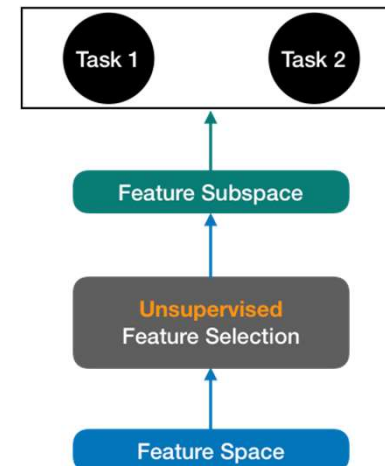 Task 1 Task 2
Feature Subspace
Unsupervised
Feature Selection
Feature Space